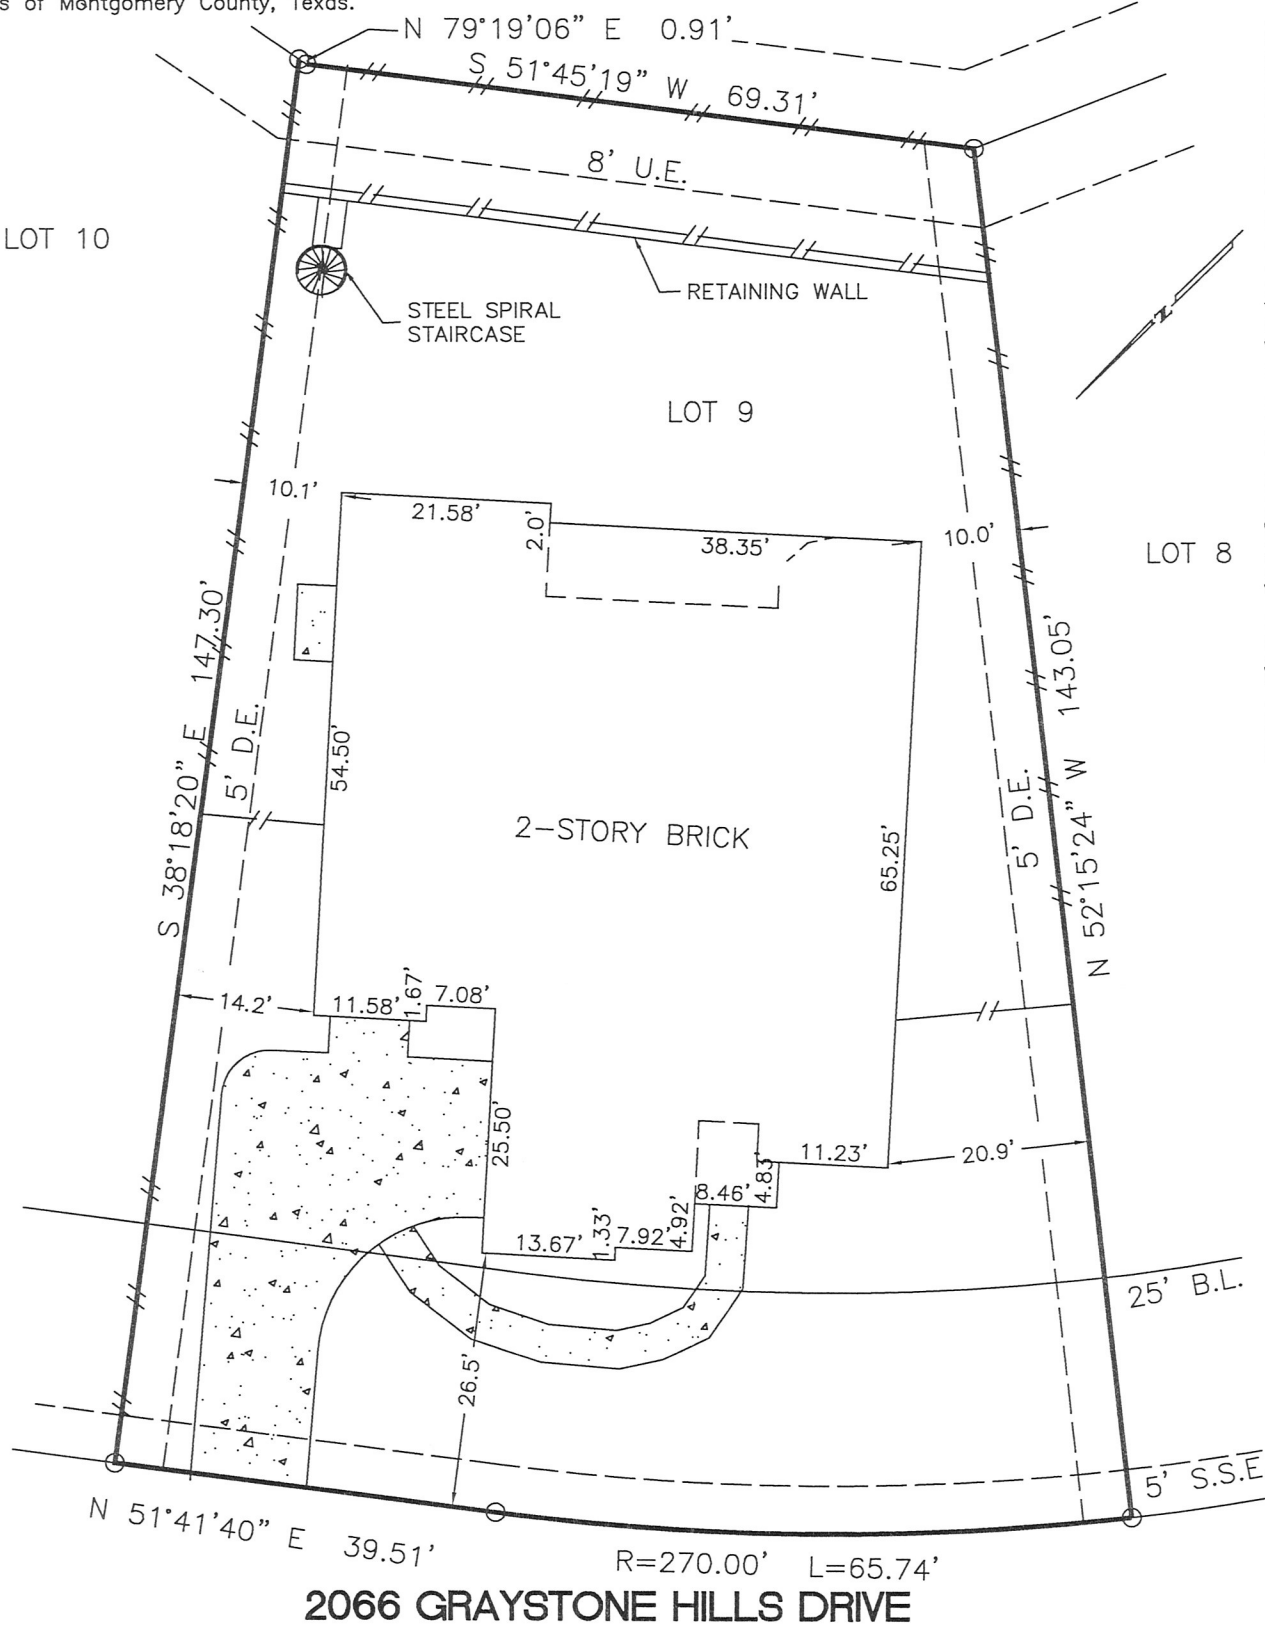 s of Montgomery County, Texas.
N 79°19'06" E 0.91'
S 51°45'19" W 69.31'
8' U.E.
LOT 10
RETAINING WALL
STEEL SPIRAL
STAIRCASE
N
LOT 9
10.1'
21.58'
2.0'
38.35'
10.0'
LOT 8
S 38°18'20" E 147.30'
5' D.E.
54.50'
2-STORY BRICK
65.25'
5' D.E.
N 52°15'24" W 143.05'
14.2'
11.58'
1.67'
7.08'
25.50'
11.23'
20.9'
8.46'
4.83'
13.67'
1.33'
7.92'
4.92'
25' B.L.
26.5'
5' S.S.E
N 51°41'40" E 39.51'
R=270.00' L=65.74'
2066 GRAYSTONE HILLS DRIVE